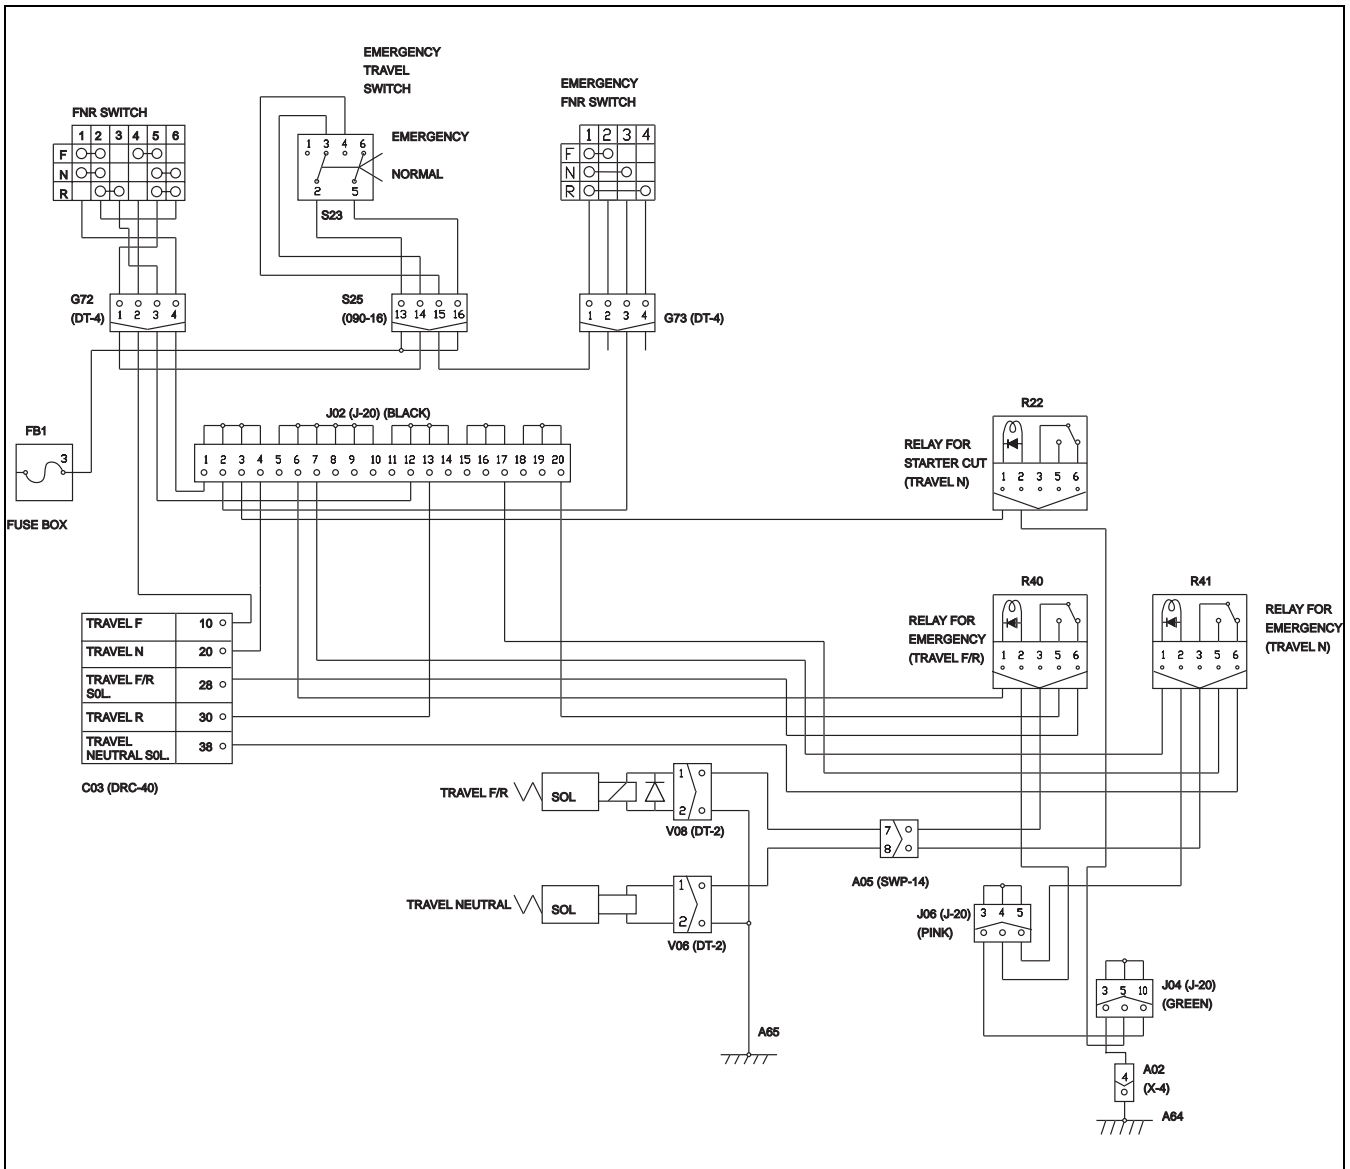 EMERGENCY
TRAVEL
SWITCH
EMERGENCY
FNR SWITCH
FNR SWITCH
1 2 3 4 5 6
F
N
R
1 3 4 6
2 5
EMERGENCY
NORMAL
S23
1 2 3 4
F
N
R
G72
(DT-4)
1 2 3 4
S25
(090-16)
13 14 15 16
1 2 3 4
G73 (DT-4)
J02 (J-20) (BLACK)
1 2 3 4 5 6 7 8 9 10 11 12 13 14 15 16 17 18 19 20
FB1
3
FUSE BOX
R22
RELAY FOR
STARTER CUT
(TRAVEL N)
1 2 3 5 6
R40
RELAY FOR
EMERGENCY
(TRAVEL F/R)
1 2 3 5 6
R41
RELAY FOR
EMERGENCY
(TRAVEL N)
1 2 3 5 6
TRAVEL F 10
TRAVEL N 20
TRAVEL F/R
S0L. 28
TRAVEL R 30
TRAVEL
NEUTRAL S0L. 38
C03 (DRC-40)
TRAVEL F/R
SOL
1
2
V08 (DT-2)
7
8
A05 (SWP-14)
TRAVEL NEUTRAL
SOL
1
2
V06 (DT-2)
J06 (J-20)
(PINK)
3 4 5
J04 (J-20)
(GREEN)
3 5 10
A65
A02
(X-4)
4
A64